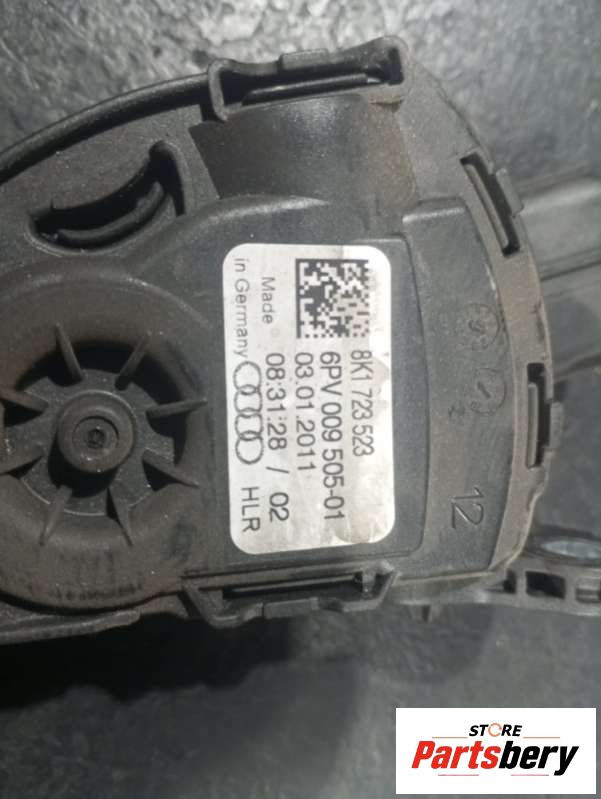 8K1 723 523
6PV 009 505-01
03.01.2011
08:31:28 / 02
HLR
Made
in Germany
12
STORE
Partsbery